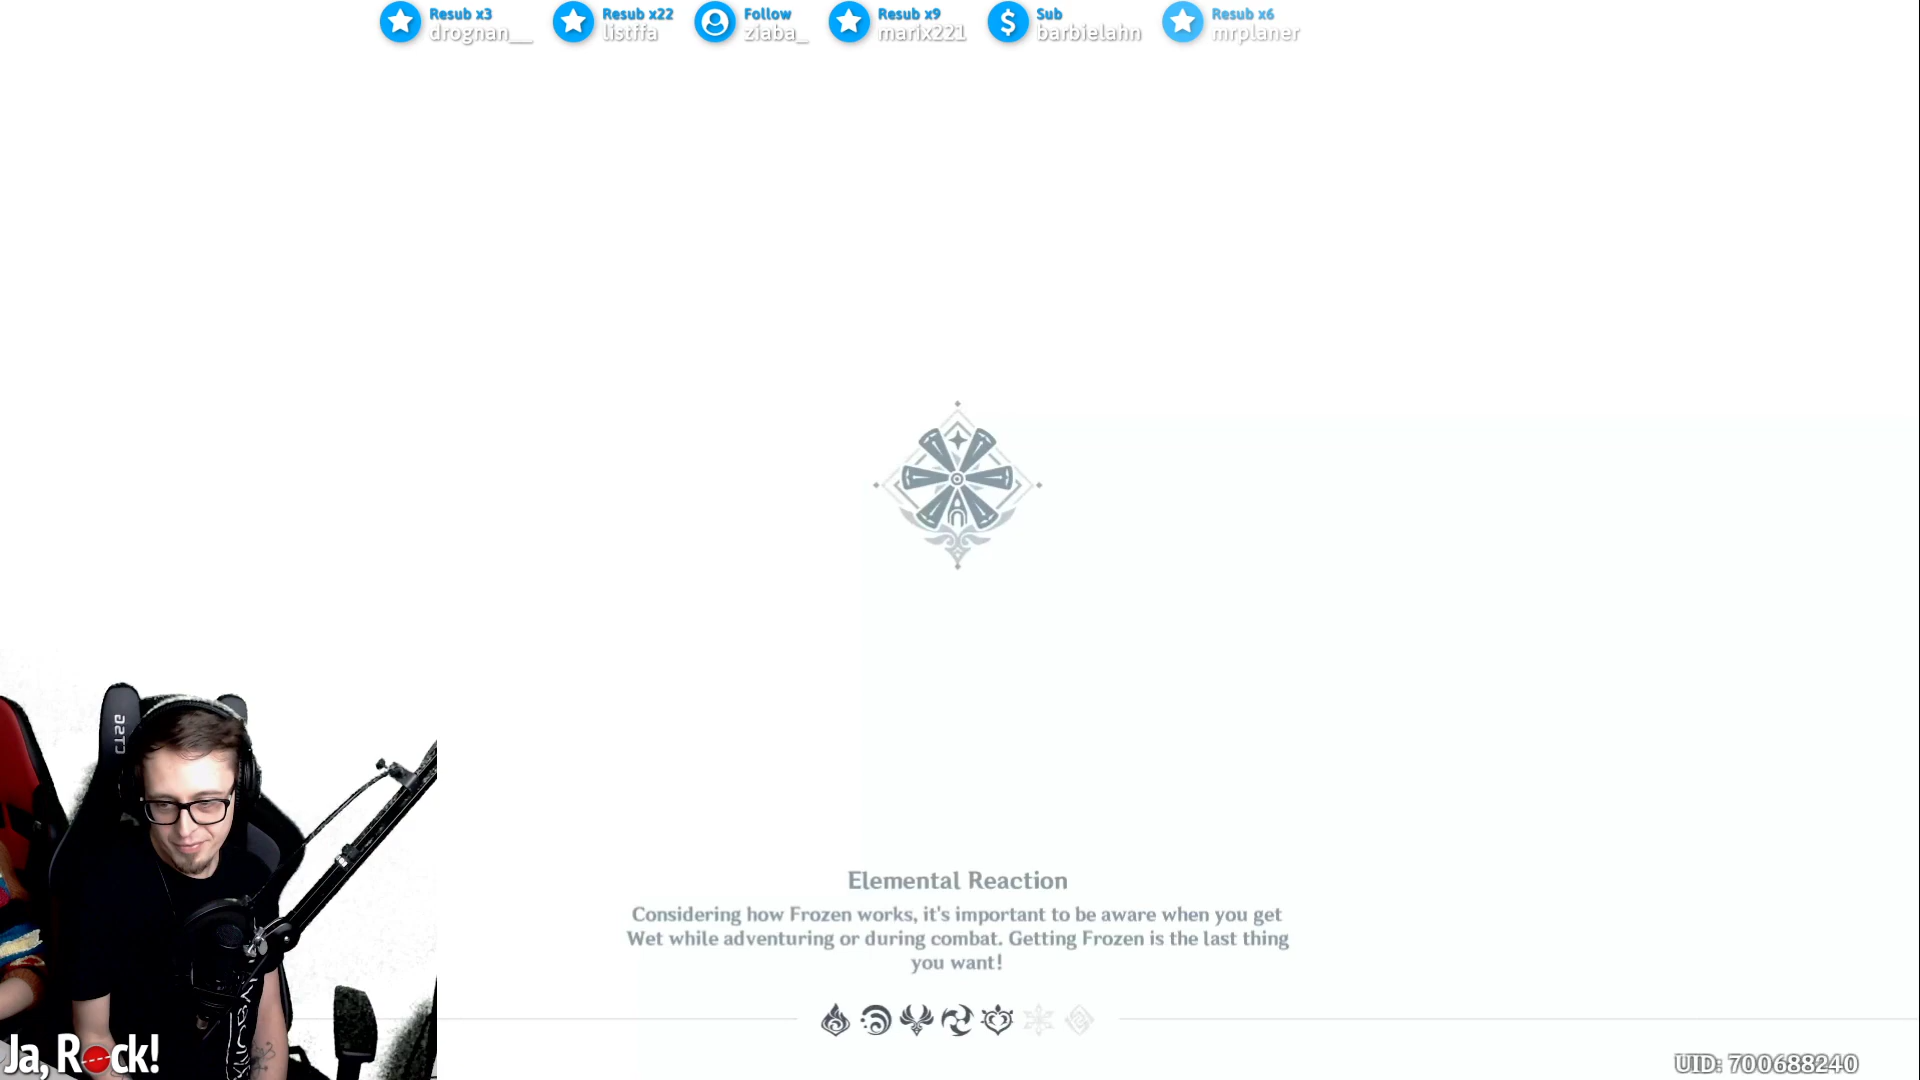 Resub x3
drognan__
Resub x22
listffa
Follow
ziaba_
Resub x9
marix221
Sub
barbielahn
Resub x6
mrplaner
Elemental Reaction
Considering how Frozen works, it's important to be aware when you get
Wet while adventuring or during combat. Getting Frozen is the last thing
you want!
Ja, Rock!
UID: 700688240